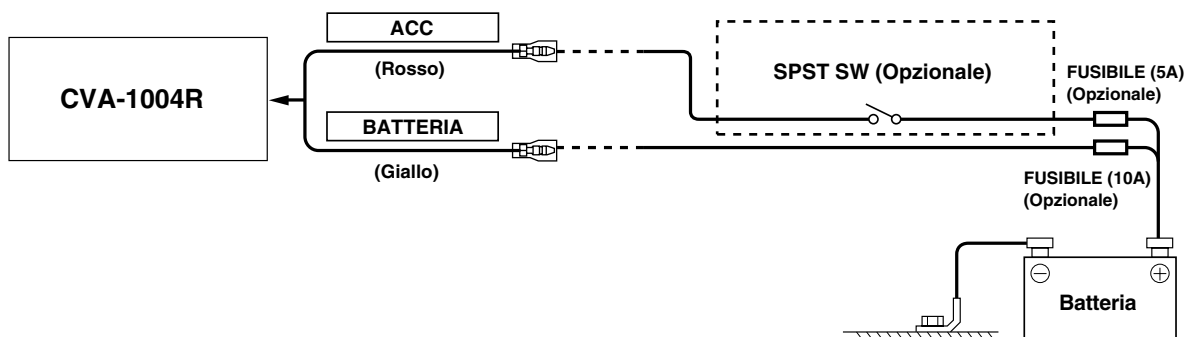 CVA-1004R
ACC
(Rosso)
BATTERIA
(Giallo)
SPST SW (Opzionale)
FUSIBILE (5A)
(Opzionale)
FUSIBILE (10A)
(Opzionale)
Batteria